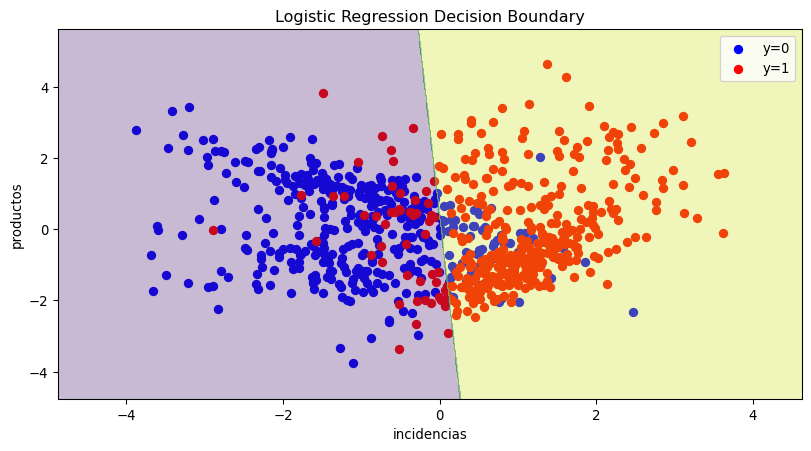 Logistic Regression Decision Boundary
y=0
y=1
4
2
0
−2
−4
productos
−4
−2
0
2
4
incidencias